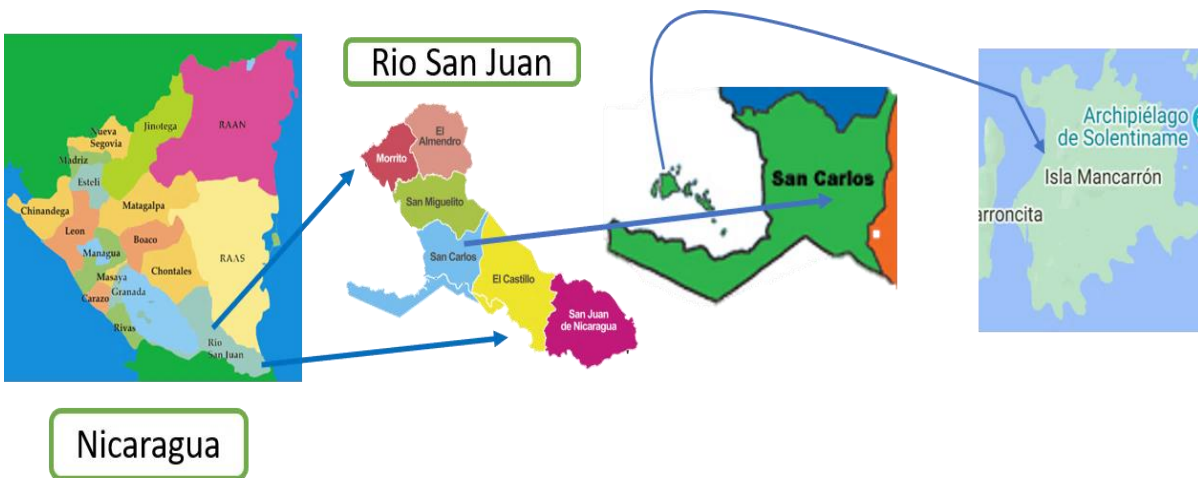 Nicaragua
Nueva
Segovia
Jinotega
RAAN
Madriz
Esteli
Chinandega
Leon
Matagalpa
Boaco
Managua
RAAS
Masaya
Chontales
Granada
Carazo
Rivas
Rio
San Juan
Rio San Juan
El
Almendro
Morrito
San Miguelito
San Carlos
El Castillo
San Juan
de Nicaragua
San Carlos
Archipiélago
de Solentiname
Isla Mancarrón
arroncita